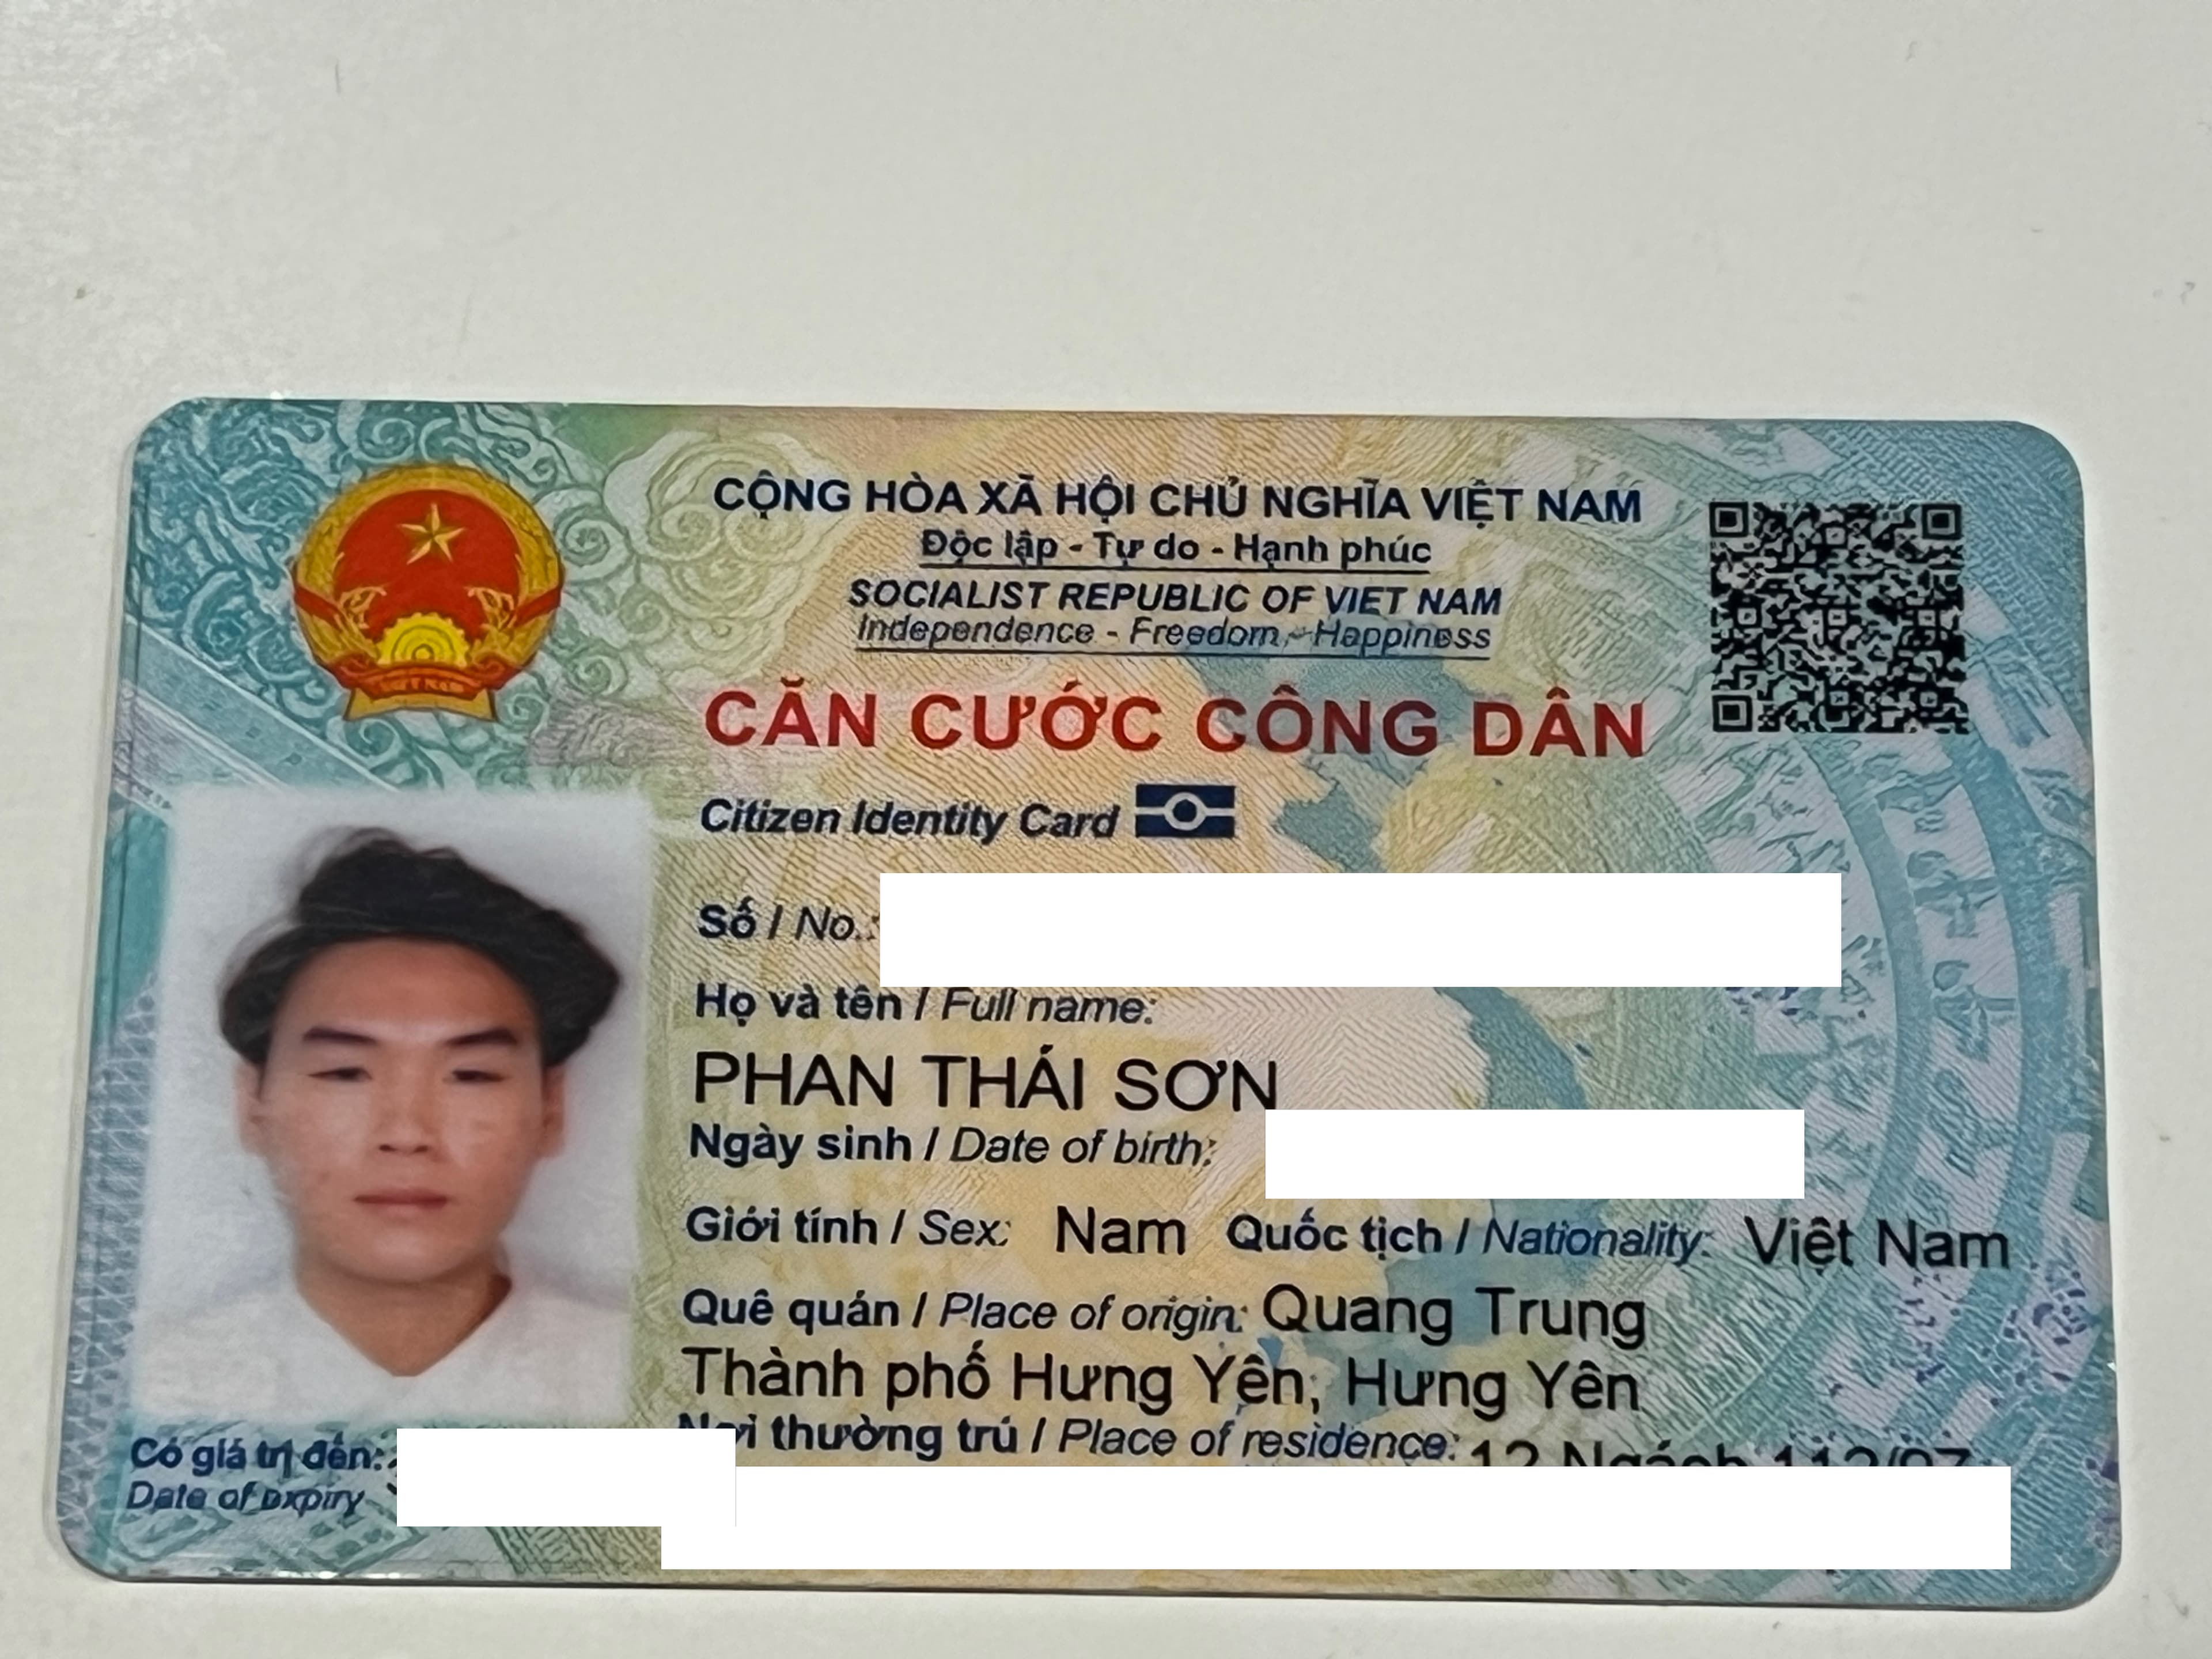 CỘNG HÒA XÃ HỘI CHỦ NGHĨA VIỆT NAM
Độc lập - Tự do - Hạnh phúc
SOCIALIST REPUBLIC OF VIET NAM
Independence - Freedom - Happiness
CĂN CƯỚC CÔNG DÂN
Citizen Identity Card
Số / No.:
Họ và tên / Full name:
PHAN THÁI SƠN
Ngày sinh / Date of birth:
Giới tính / Sex: Nam Quốc tịch / Nationality: Việt Nam
Quê quán / Place of origin: Quang Trung
Thành phố Hưng Yên, Hưng Yên
thường trú / Place of residence:
Có giá trị đến:
Date of expiry
VIỆT NAM